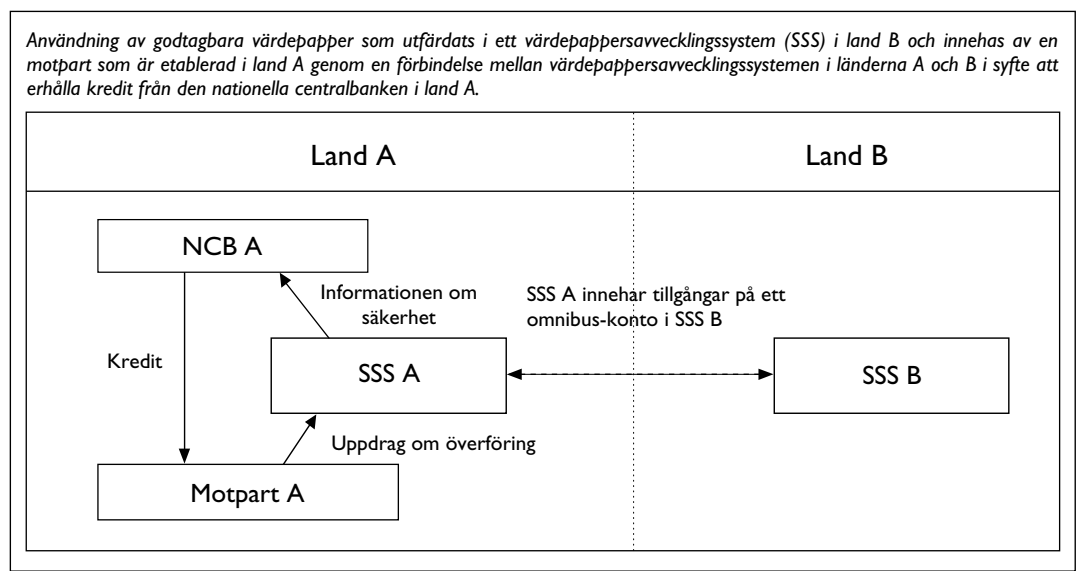 Användning av godtagbara värdepapper som utfärdats i ett värdepappersavvecklingssystem (SSS) i land B och innehas av en
motpart som är etablerad i land A genom en förbindelse mellan värdepappersavvecklingssystemen i länderna A och B i syfte att
erhålla kredit från den nationella centralbanken i land A.
Land A
Land B
NCB A
Informationen om
säkerhet
SSS A innehar tillgångar på ett
omnibus-konto i SSS B
Kredit
SSS A
SSS B
Uppdrag om överföring
Motpart A